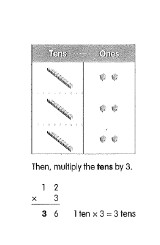 Tens Ones
Then, multiply the tens by 3.
1 2
× 3
3 6 1 ten × 3 = 3 tens